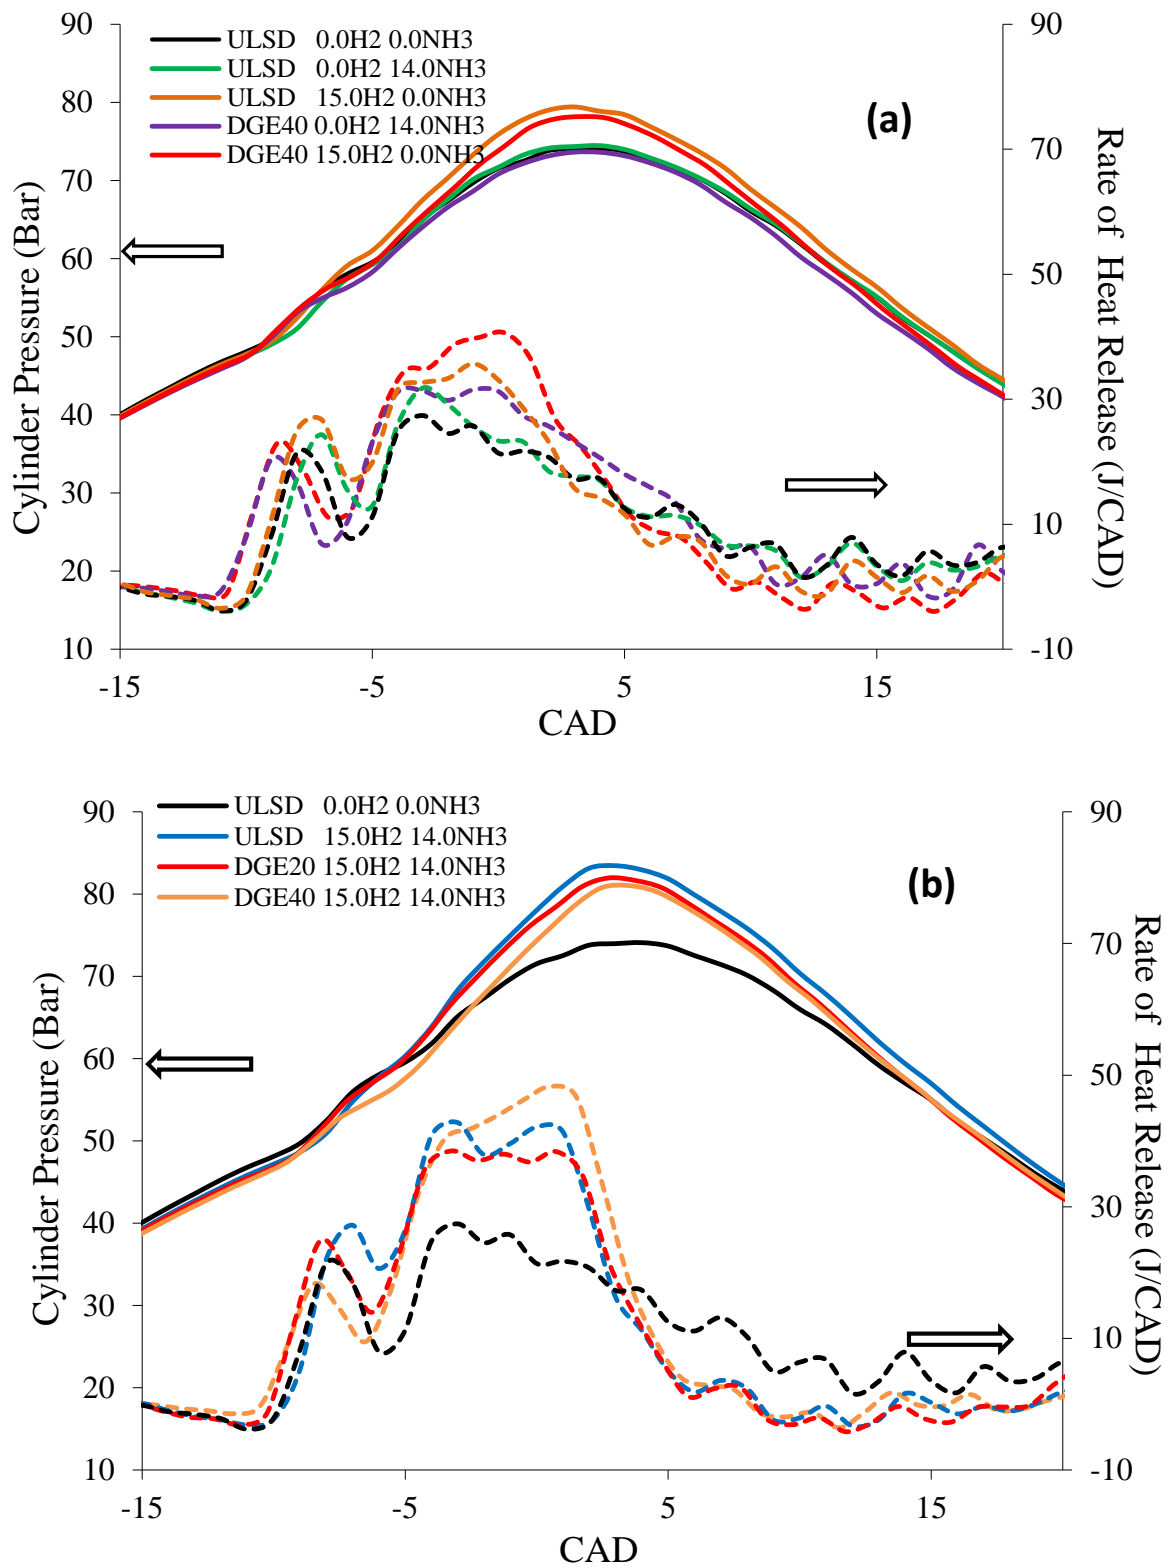 90
80
70
60
50
40
30
20
10
Cylinder Pressure (Bar)
ULSD 0.0H2 0.0NH3
ULSD 0.0H2 14.0NH3
ULSD 15.0H2 0.0NH3
DGE40 0.0H2 14.0NH3
DGE40 15.0H2 0.0NH3
(a)
90
70
50
30
10
-10
Rate of Heat Release (J/CAD)
-15 -5 5 15
CAD
90
80
70
60
50
40
30
20
10
Cylinder Pressure (Bar)
ULSD 0.0H2 0.0NH3
ULSD 15.0H2 14.0NH3
DGE20 15.0H2 14.0NH3
DGE40 15.0H2 14.0NH3
(b)
90
70
50
30
10
-10
Rate of Heat Release (J/CAD)
-15 -5 5 15
CAD